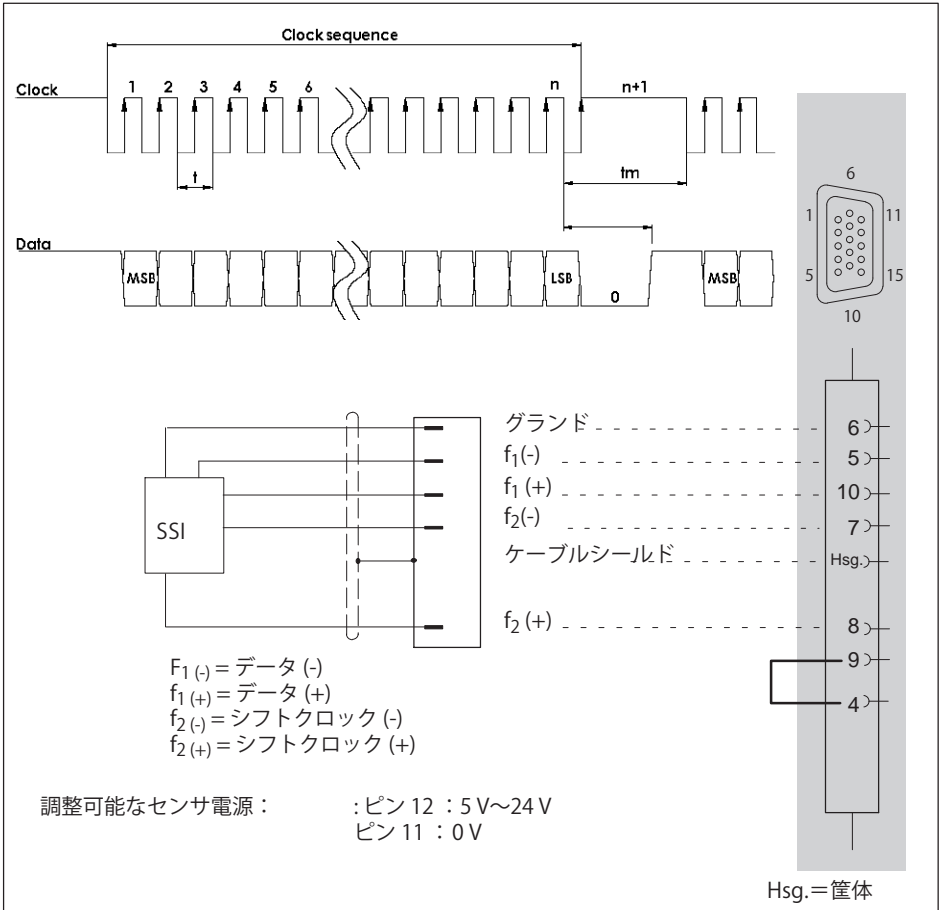 Clock sequence
Clock
1 2 3 4 5 6 n n+1
t
tm
Data
MSB LSB 0 MSB
6
1 11
5 15
10
SSI
グランド 6
f1(-) 5
f1 (+) 10
f2(-) 7
ケーブルシールド Hsg.
f2 (+) 8
9
4
F1 (-) = データ (-)
f1 (+) = データ (+)
f2 (-) = シフトクロック (-)
f2 (+) = シフトクロック (+)
調整可能なセンサ電源： : ピン 12 ：5 V～24 V
ピン 11 ：0 V
Hsg.＝筐体